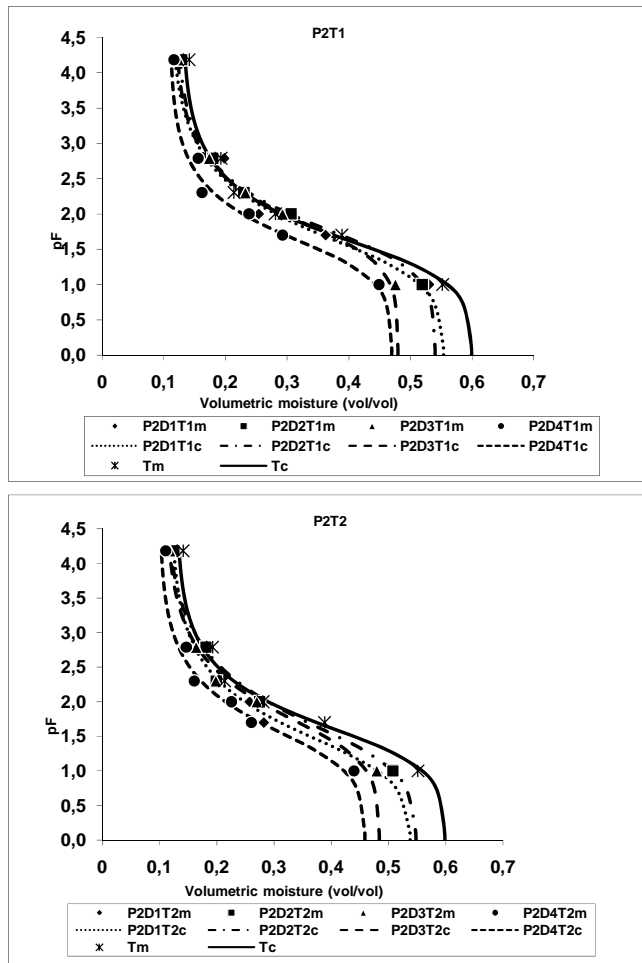 P2T1
4,5
4,0
3,5
3,0
2,5
2,0
1,5
1,0
0,5
0,0
pF
0 0,1 0,2 0,3 0,4 0,5 0,6 0,7
Volumetric moisture (vol/vol)
P2D1T1m P2D2T1m P2D3T1m P2D4T1m
P2D1T1c P2D2T1c P2D3T1c P2D4T1c
Tm Tc
P2T2
4,5
4,0
3,5
3,0
2,5
2,0
1,5
1,0
0,5
0,0
pF
0 0,1 0,2 0,3 0,4 0,5 0,6 0,7
Volumetric moisture (vol/vol)
P2D1T2m P2D2T2m P2D3T2m P2D4T2m
P2D1T2c P2D2T2c P2D3T2c P2D4T2c
Tm Tc